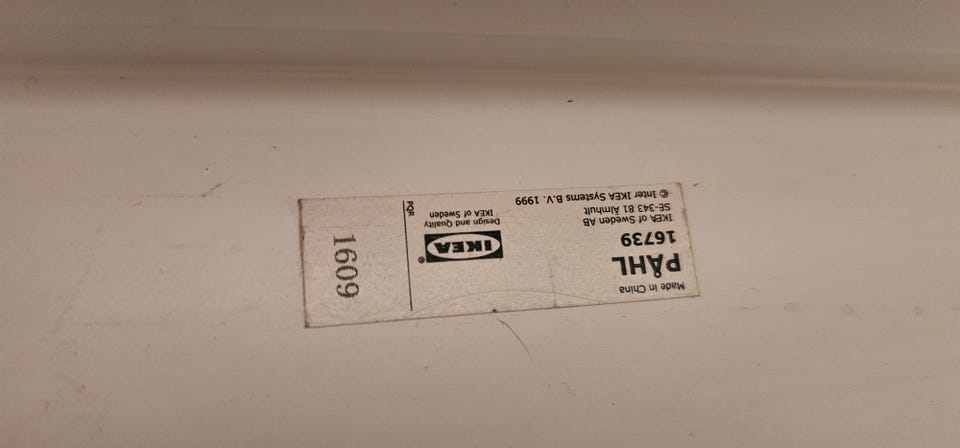 Made in China
PÅHL
16739
IKEA of Sweden AB
SE-343 81 Älmhult
© Inter IKEA Systems B.V. 1999
IKEA®
Design and Quality
IKEA of Sweden
PQR
1609